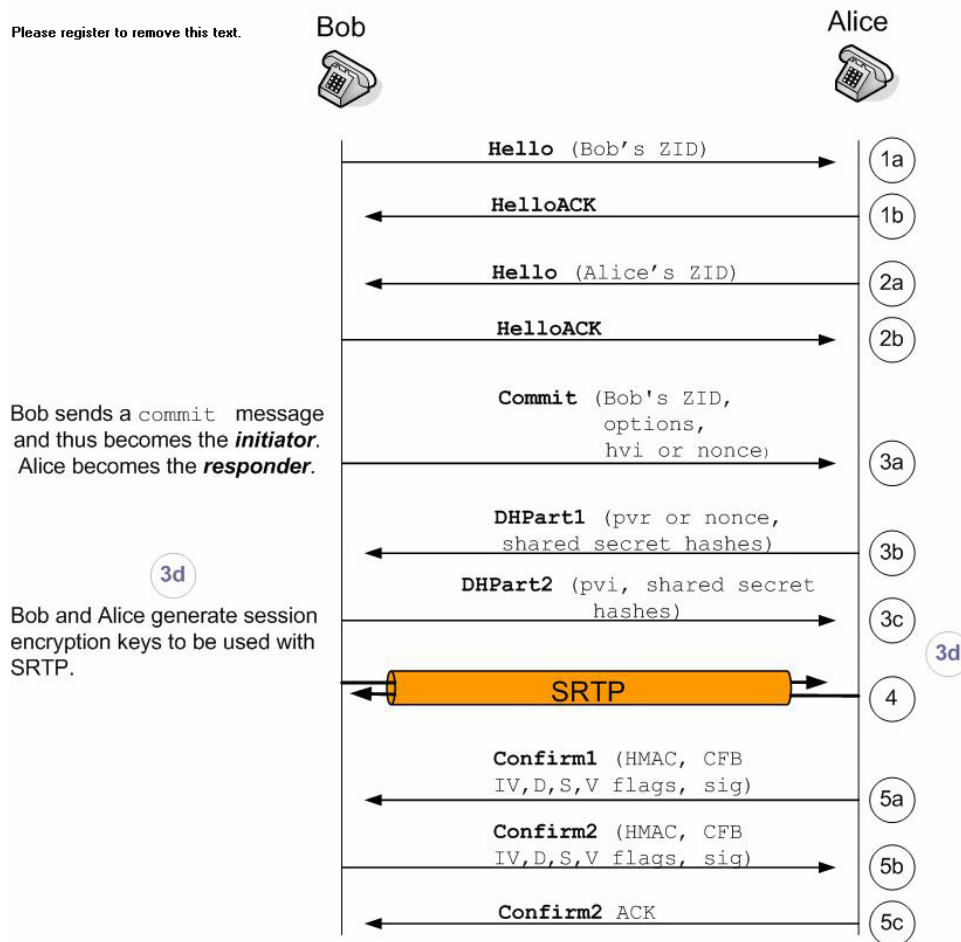 Please register to remove this text.
Bob
Alice
Hello (Bob's ZID)
1a
HelloACK
1b
Hello (Alice's ZID)
2a
HelloACK
2b
Bob sends a commit message
and thus becomes the initiator.
Alice becomes the responder.
Commit (Bob's ZID,
options,
hvi or nonce)
3a
DHPart1 (pvr or nonce,
shared secret hashes)
3b
3d
DHPart2 (pvi, shared secret
hashes)
3c
Bob and Alice generate session
encryption keys to be used with
SRTP.
3d
SRTP
4
Confirm1 (HMAC, CFB
IV,D,S,V flags, sig)
5a
Confirm2 (HMAC, CFB
IV,D,S,V flags, sig)
5b
Confirm2 ACK
5c